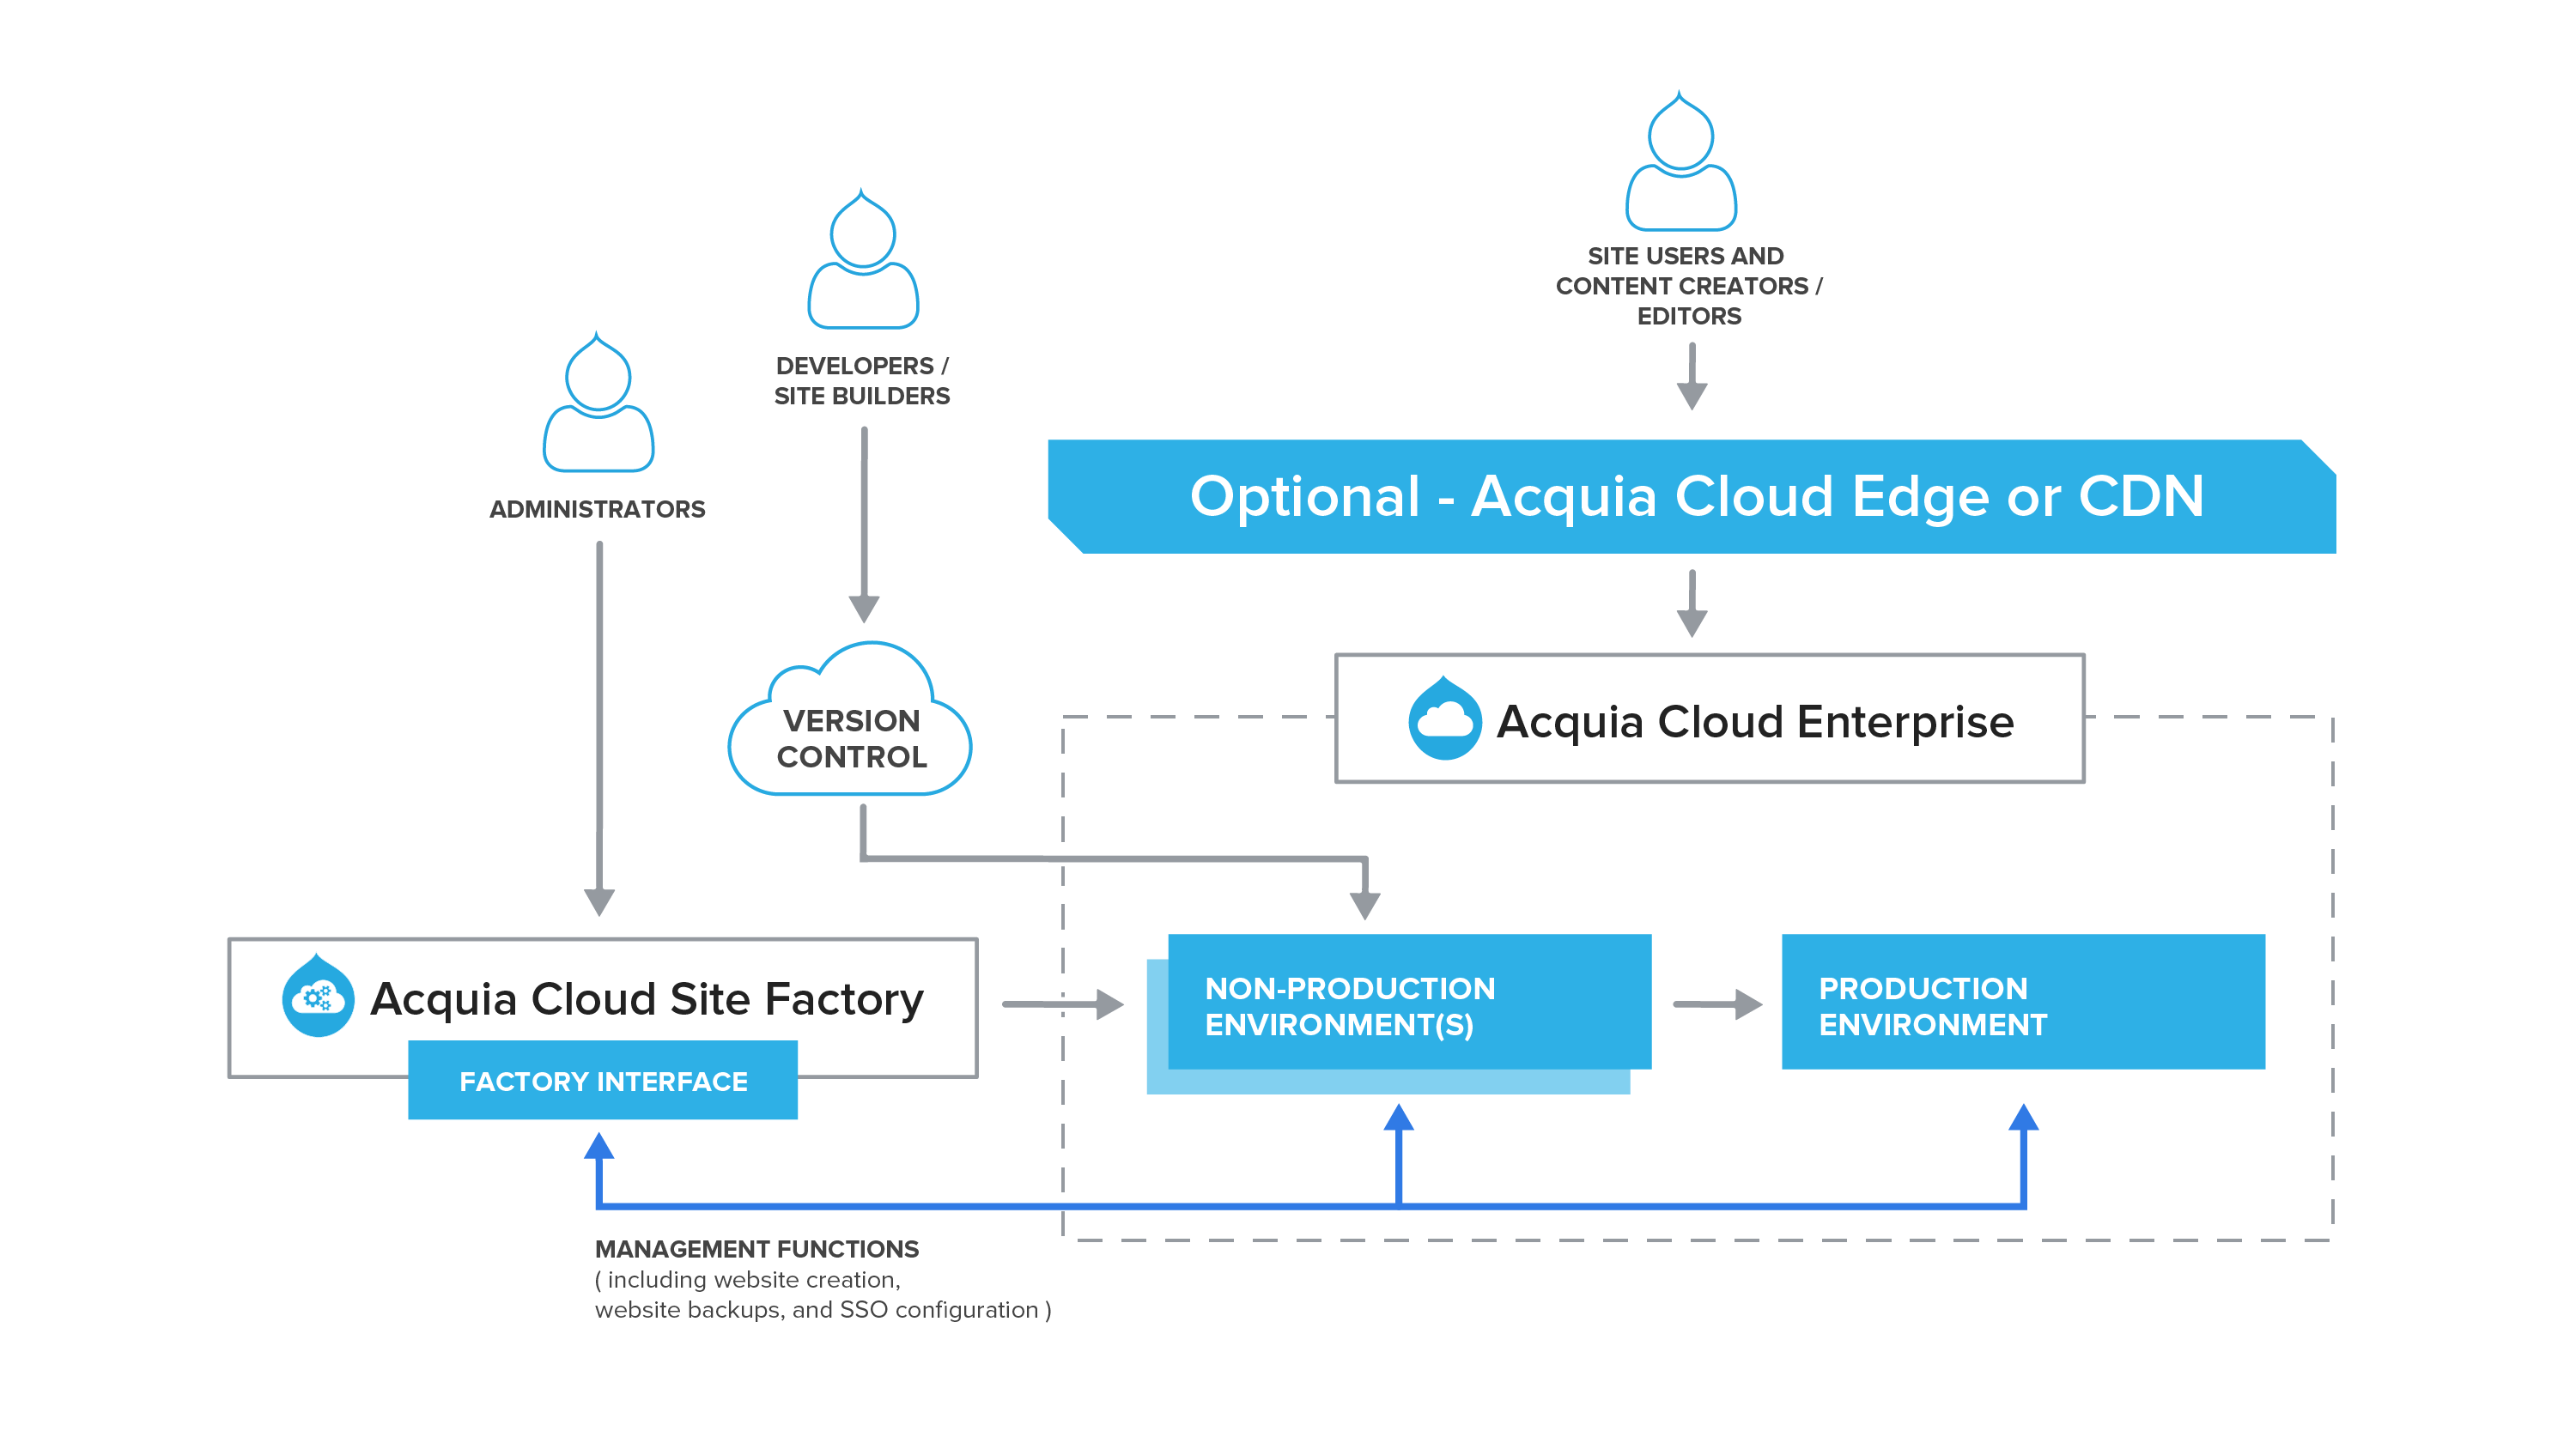 SITE USERS AND
CONTENT CREATORS /
EDITORS
DEVELOPERS /
SITE BUILDERS
ADMINISTRATORS
Optional - Acquia Cloud Edge or CDN
VERSION
CONTROL
Acquia Cloud Enterprise
Acquia Cloud Site Factory
FACTORY INTERFACE
NON-PRODUCTION
ENVIRONMENT(S)
PRODUCTION
ENVIRONMENT
MANAGEMENT FUNCTIONS
( including website creation,
website backups, and SSO configuration )